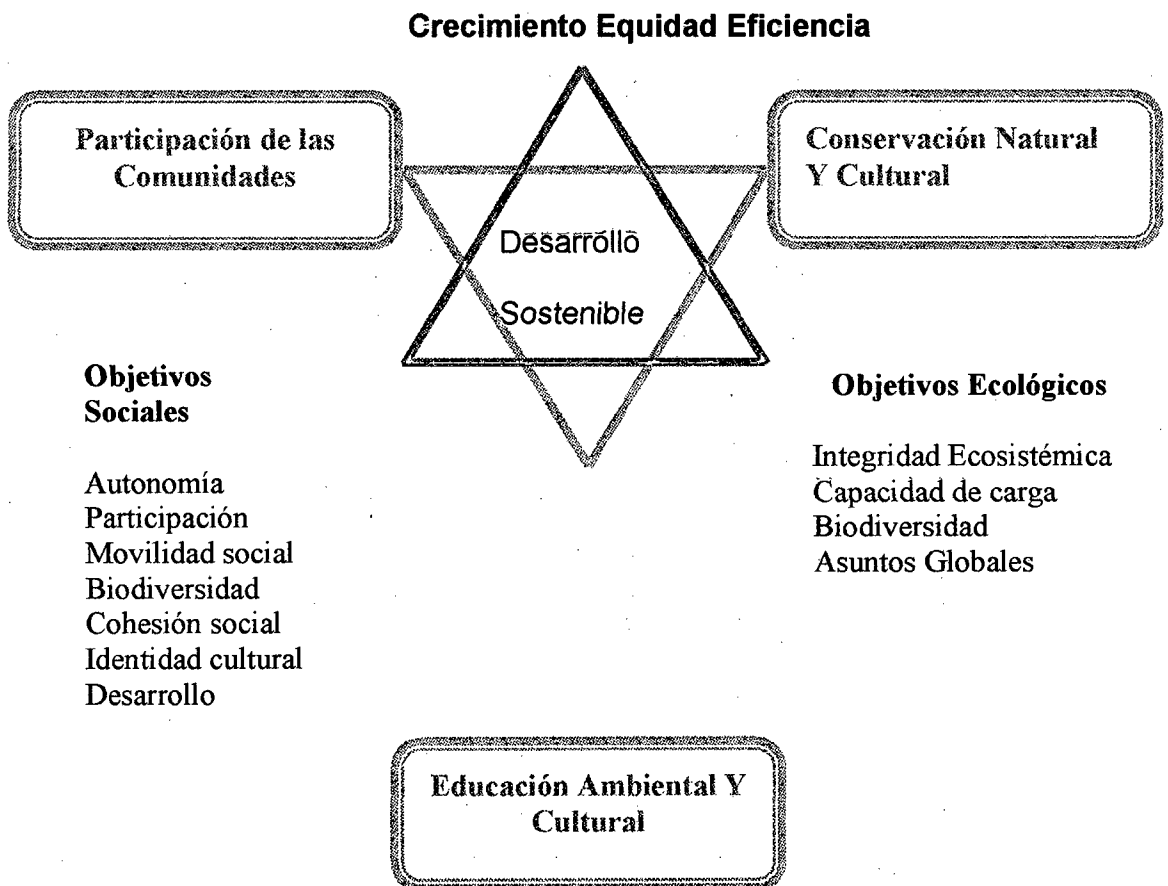 Crecimiento Equidad Eficiencia
Participación de las
Comunidades
Conservación Natural
Y Cultural
Desarrollo
Sostenible
Objetivos
Sociales
Autonomía
Participación
Movilidad social
Biodiversidad
Cohesión social
Identidad cultural
Desarrollo
Objetivos Ecológicos
Integridad Ecosistémica
Capacidad de carga
Biodiversidad
Asuntos Globales
Educación Ambiental Y
Cultural